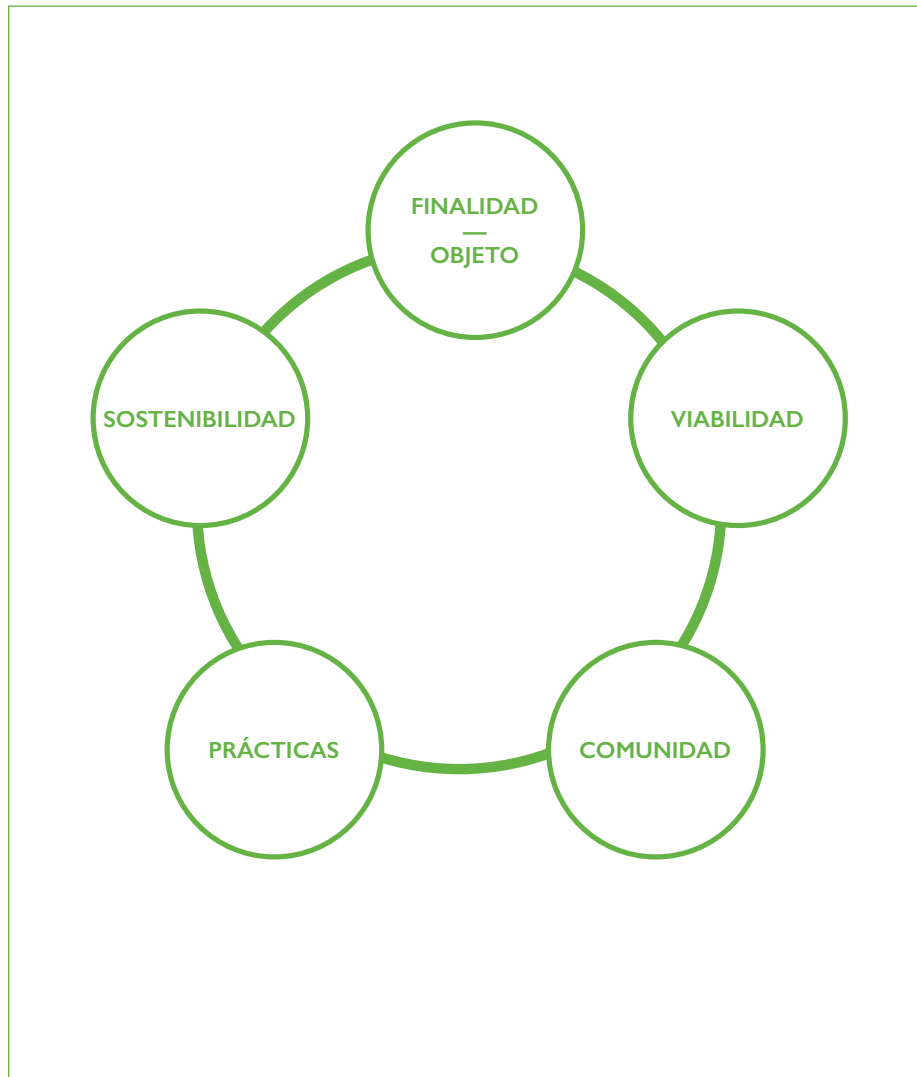 FINALIDAD
—
OBJETO
VIABILIDAD
COMUNIDAD
PRÁCTICAS
SOSTENIBILIDAD